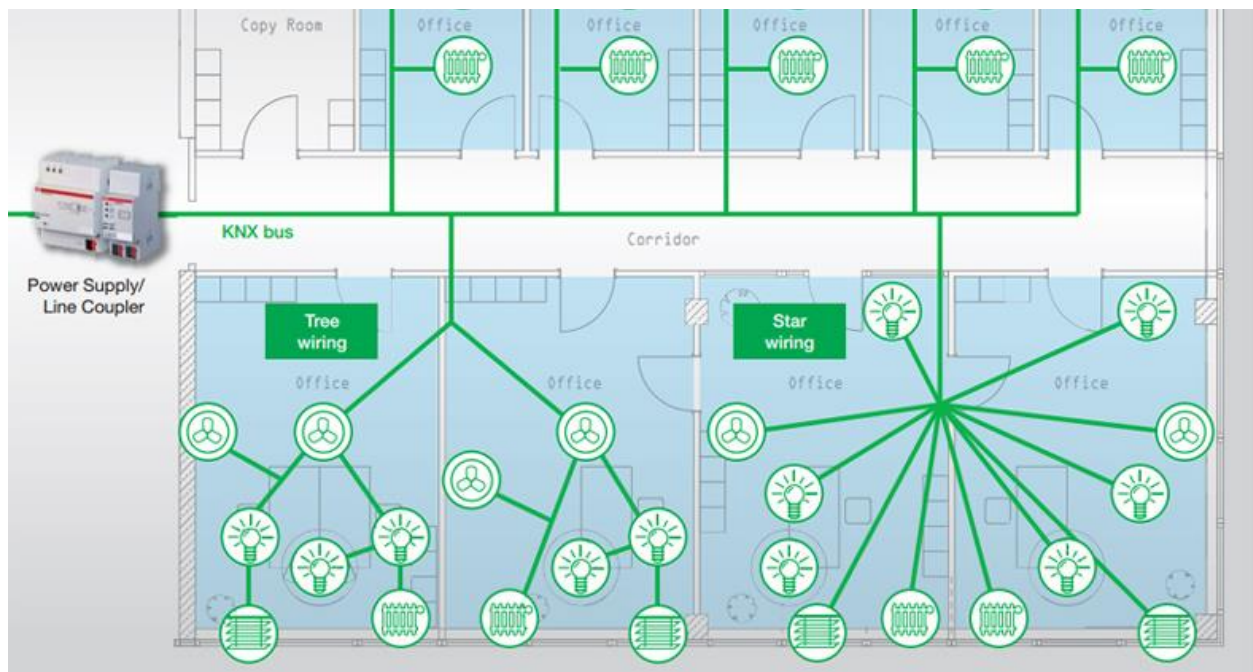 Copy Room
Office
Office
Office
Office
Office
KNX bus
Corridor
Power Supply/
Line Coupler
Tree
wiring
Star
wiring
Office
Office
Office
Office